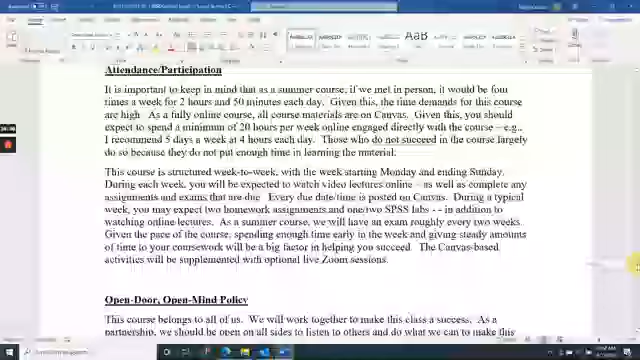 Attendance/Participation
It is important to keep in mind that as a summer course, if we met in person, it would be four
times a week for 2 hours and 50 minutes each day. Given this, the time demands for this course
are high. As a fully online course, all course materials are on Canvas. Given this, you should
expect to spend a minimum of 20 hours per week online engaged directly with the course – e.g.,
I recommend 5 days a week at 4 hours each day. Those who do not succeed in the course largely
do so because they do not put enough time in learning the material.
This course is structured week-to-week, with the week starting Monday and ending Sunday.
During each week, you will be expected to watch video lectures online – as well as complete any
assignments and exams that are due. Every due date/time is posted on Canvas. During a typical
week, you may expect two homework assignments and one/two SPSS labs - - in addition to
watching online lectures. As a summer course, we will have an exam roughly every two weeks.
Given the pace of the course, spending enough time early in the week and giving steady amounts
of time to your coursework will be a big factor in helping you succeed. The Canvas-based
activities will be supplemented with optional live Zoom sessions.
Open-Door, Open-Mind Policy
This course belongs to all of us. We will work together to make this class a success. As a
partnership, we should be open on all sides to listen to others and do what we can to make this